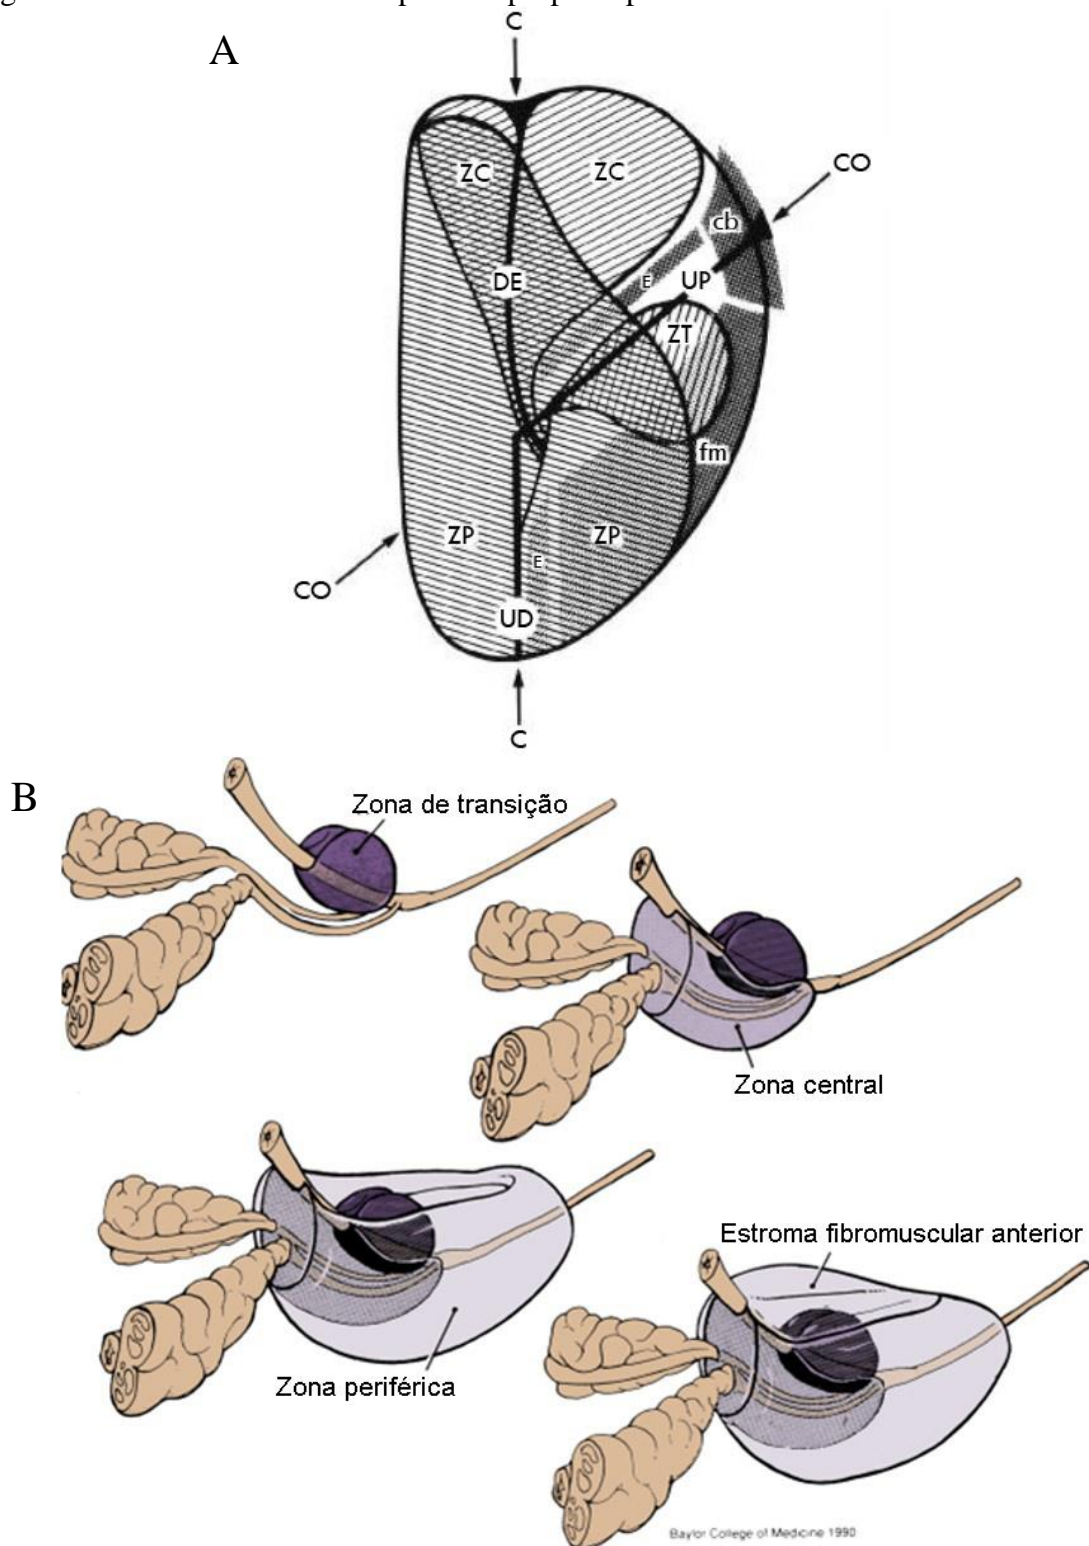 C
A
CO
ZC
ZC
cb
DE
E
UP
ZT
fm
ZP
ZP
E
CO
UD
C
B
Zona de transição
Zona central
Estroma fibromuscular anterior
Zona periférica
Baylor College of Medicine 1990